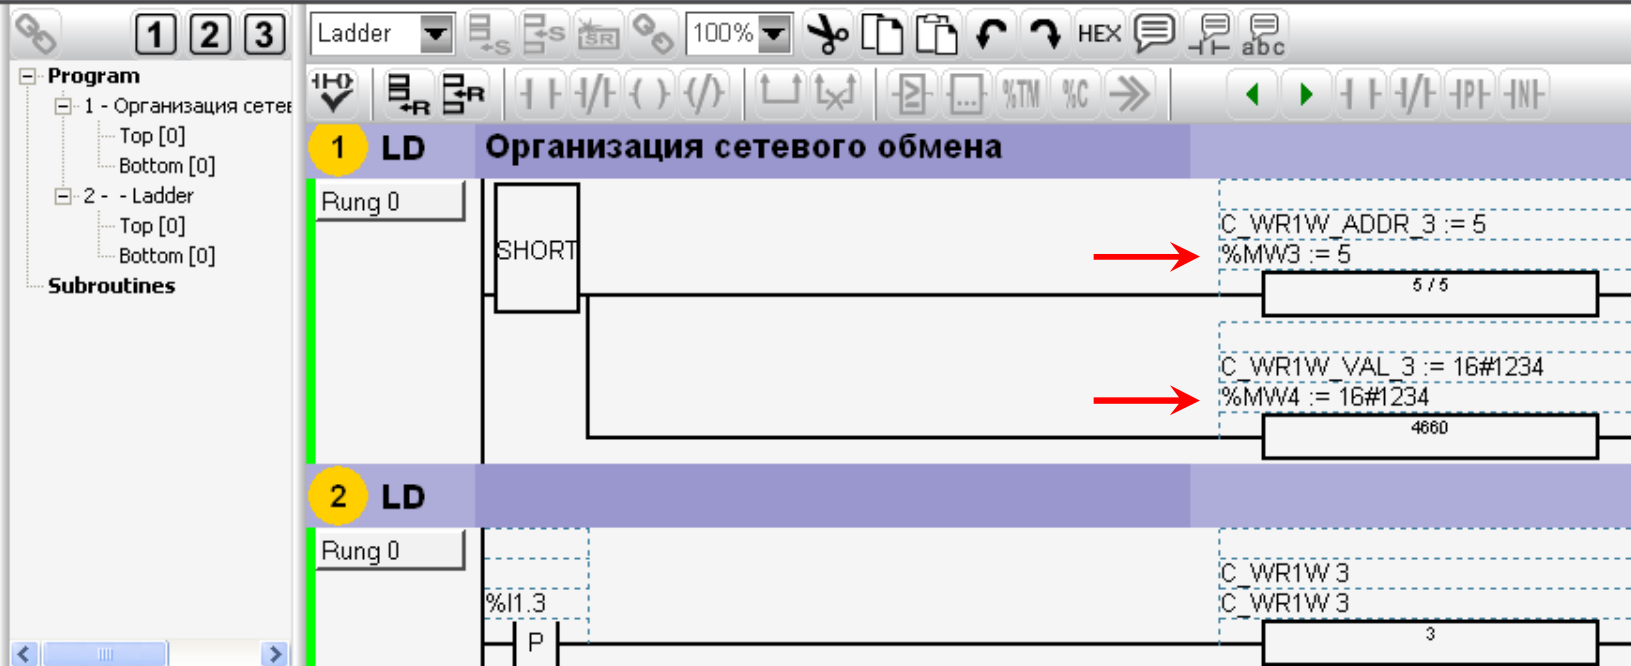 1 2 3 Ladder 100% HEX abc
Program
1 - Организация сетев
Top [0]
Bottom [0]
2 - - Ladder
Top [0]
Bottom [0]
Subroutines
+S +S SR
+R +R %TM %C P N
1 LD Организация сетевого обмена
Rung 0
SHORT
C_WR1W_ADDR_3 := 5
%MW3 := 5
5 / 5
C_WR1W_VAL_3 := 16#1234
%MW4 := 16#1234
4660
2 LD
Rung 0
C_WR1W 3
%I1.3
C_WR1W 3
P
3